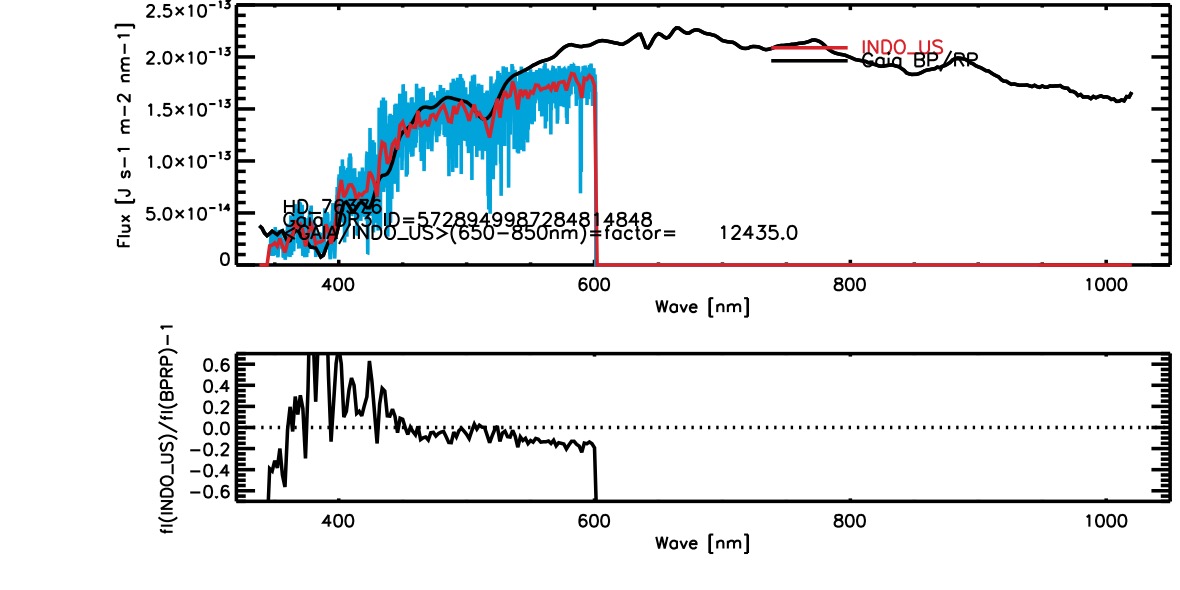 2.5×10−13
2.0×10−13
1.5×10−13
1.0×10−13
5.0×10−14
0
Flux [J s−1 m−2 nm−1]
INDO_US
Gaia BP/RP
Gaia DR3 ID=5728949987284814848
<GAIA/INDO_US>(650−850nm)=factor= 12435.0
400 600 800 1000
Wave [nm]
0.6
0.4
0.2
0.0
−0.2
−0.4
−0.6
fl(INDO_US)/fl(BPRP)−1
400 600 800 1000
Wave [nm]